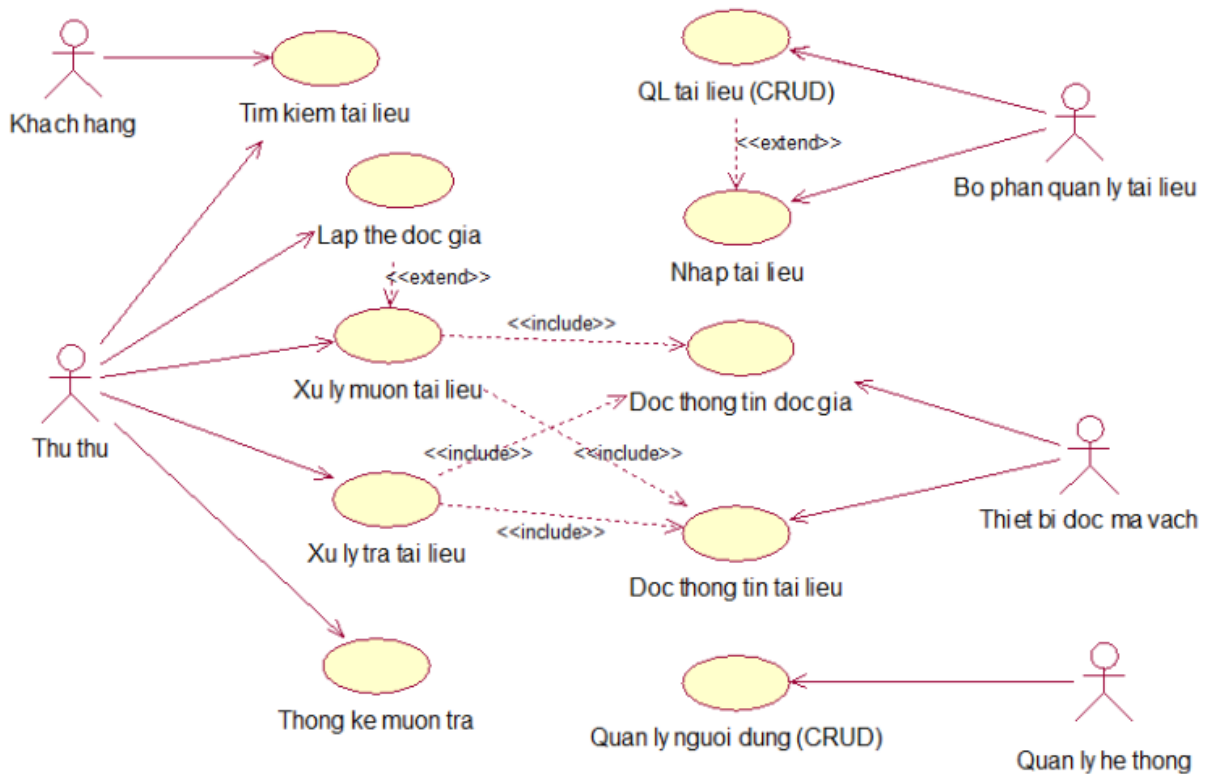 Khach hang
Tim kiem tai lieu
QL tai lieu (CRUD)
<<extend>>
Bo phan quan ly tai lieu
Lap the doc gia
Nhap tai lieu
<<extend>>
<<include>>
Xu ly muon tai lieu
Doc thong tin doc gia
Thu thu
<<include>>
<<include>>
Thiet bi doc ma vach
<<include>>
Xu ly tra tai lieu
Doc thong tin tai lieu
Thong ke muon tra
Quan ly nguoi dung (CRUD)
Quan ly he thong